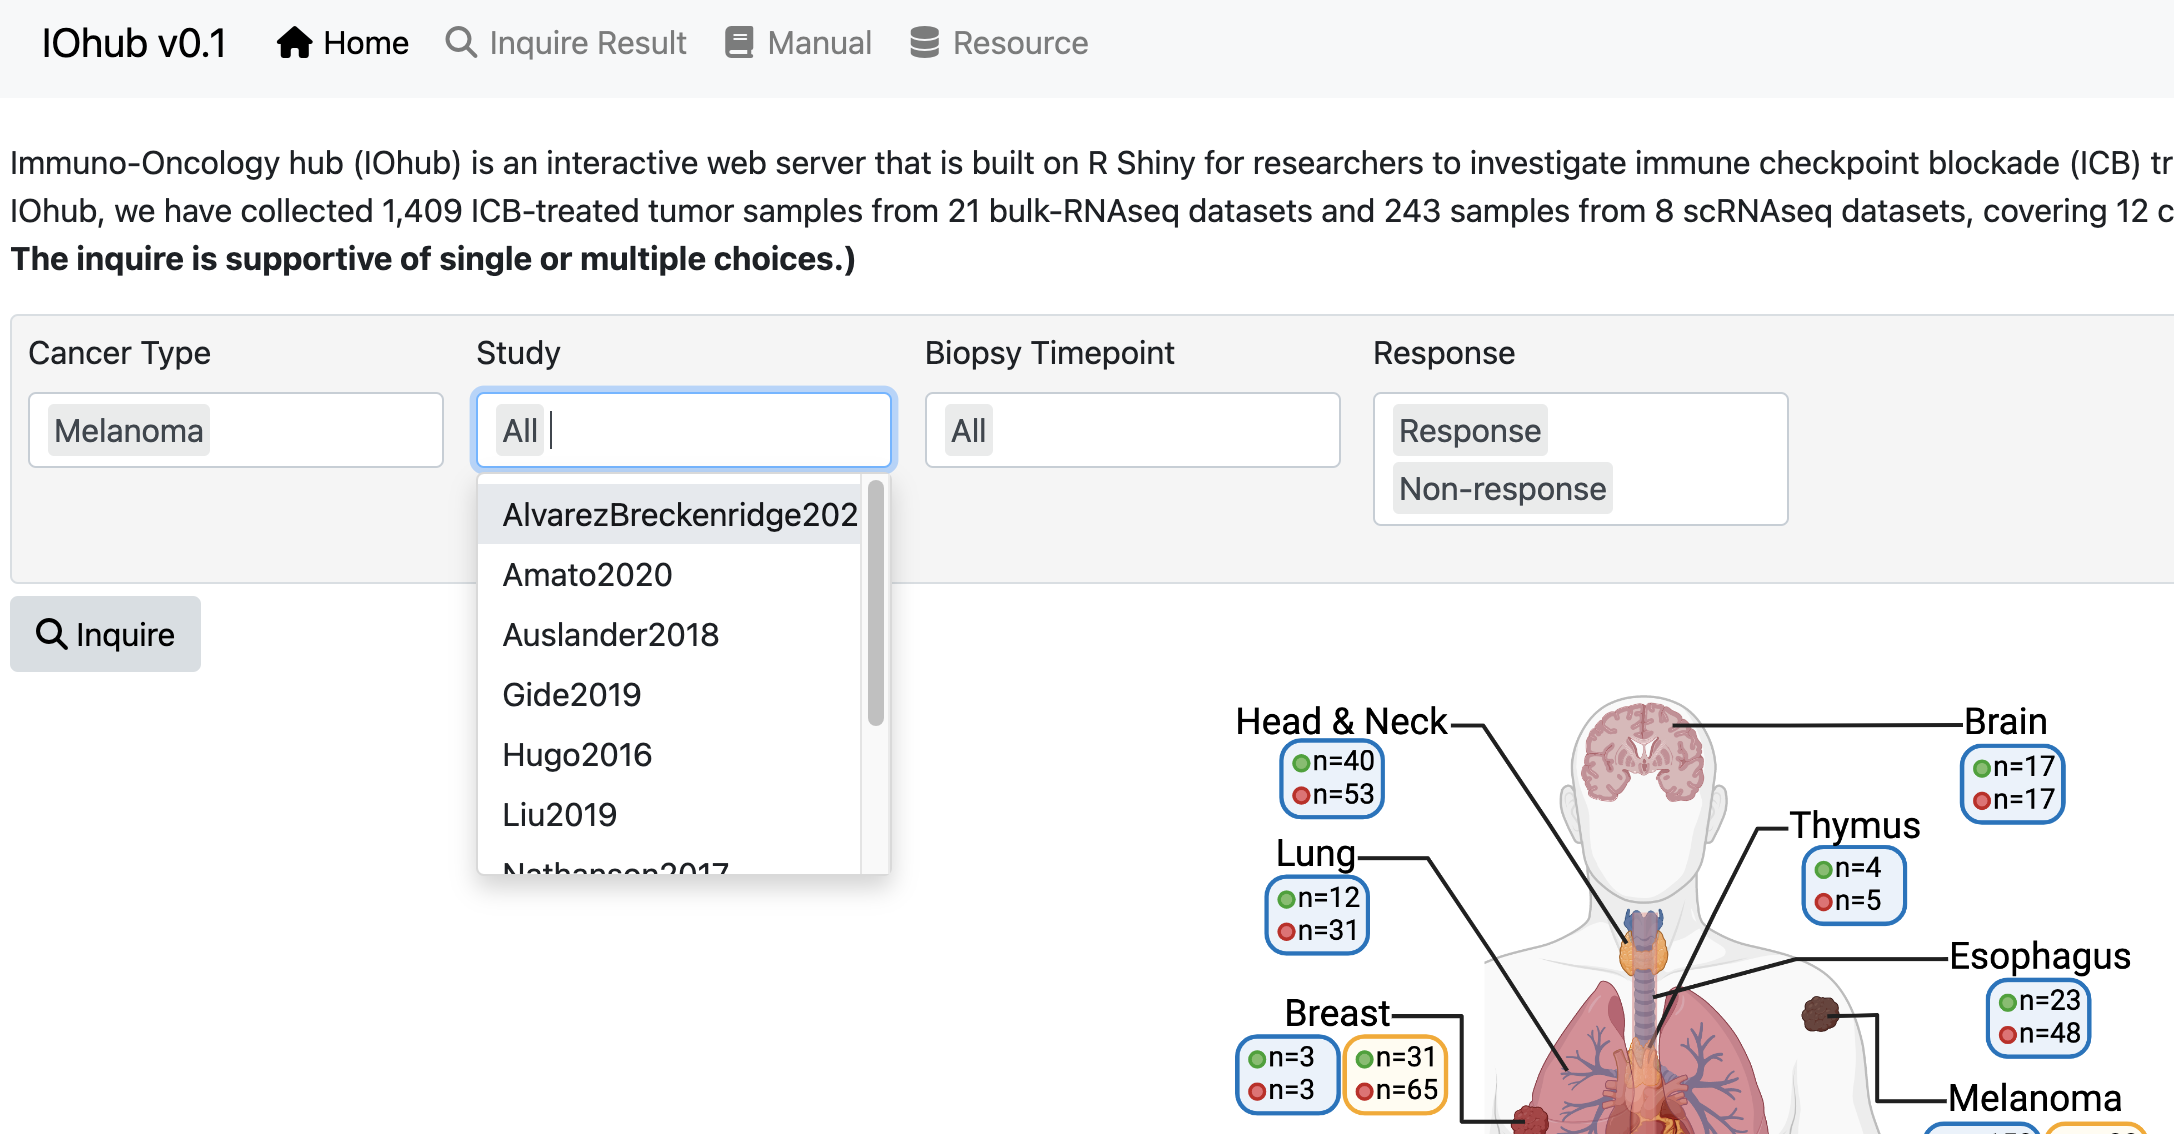 IOhub v0.1 Home Inquire Result Manual Resource
Immuno-Oncology hub (IOhub) is an interactive web server that is built on R Shiny for researchers to investigate immune checkpoint blockade (ICB) tr
IOhub, we have collected 1,409 ICB-treated tumor samples from 21 bulk-RNAseq datasets and 243 samples from 8 scRNAseq datasets, covering 12 c
The inquire is supportive of single or multiple choices.)
Cancer Type
Melanoma
Study
All
AlvarezBreckenridge202
Amato2020
Auslander2018
Gide2019
Hugo2016
Liu2019
Nathanson2017
Biopsy Timepoint
All
Response
Response
Non-response
Inquire
Head & Neck
n=40
n=53
Brain
n=17
n=17
Thymus
n=4
n=5
Lung
n=12
n=31
Esophagus
n=23
n=48
Breast
n=3
n=3
n=31
n=65
Melanoma